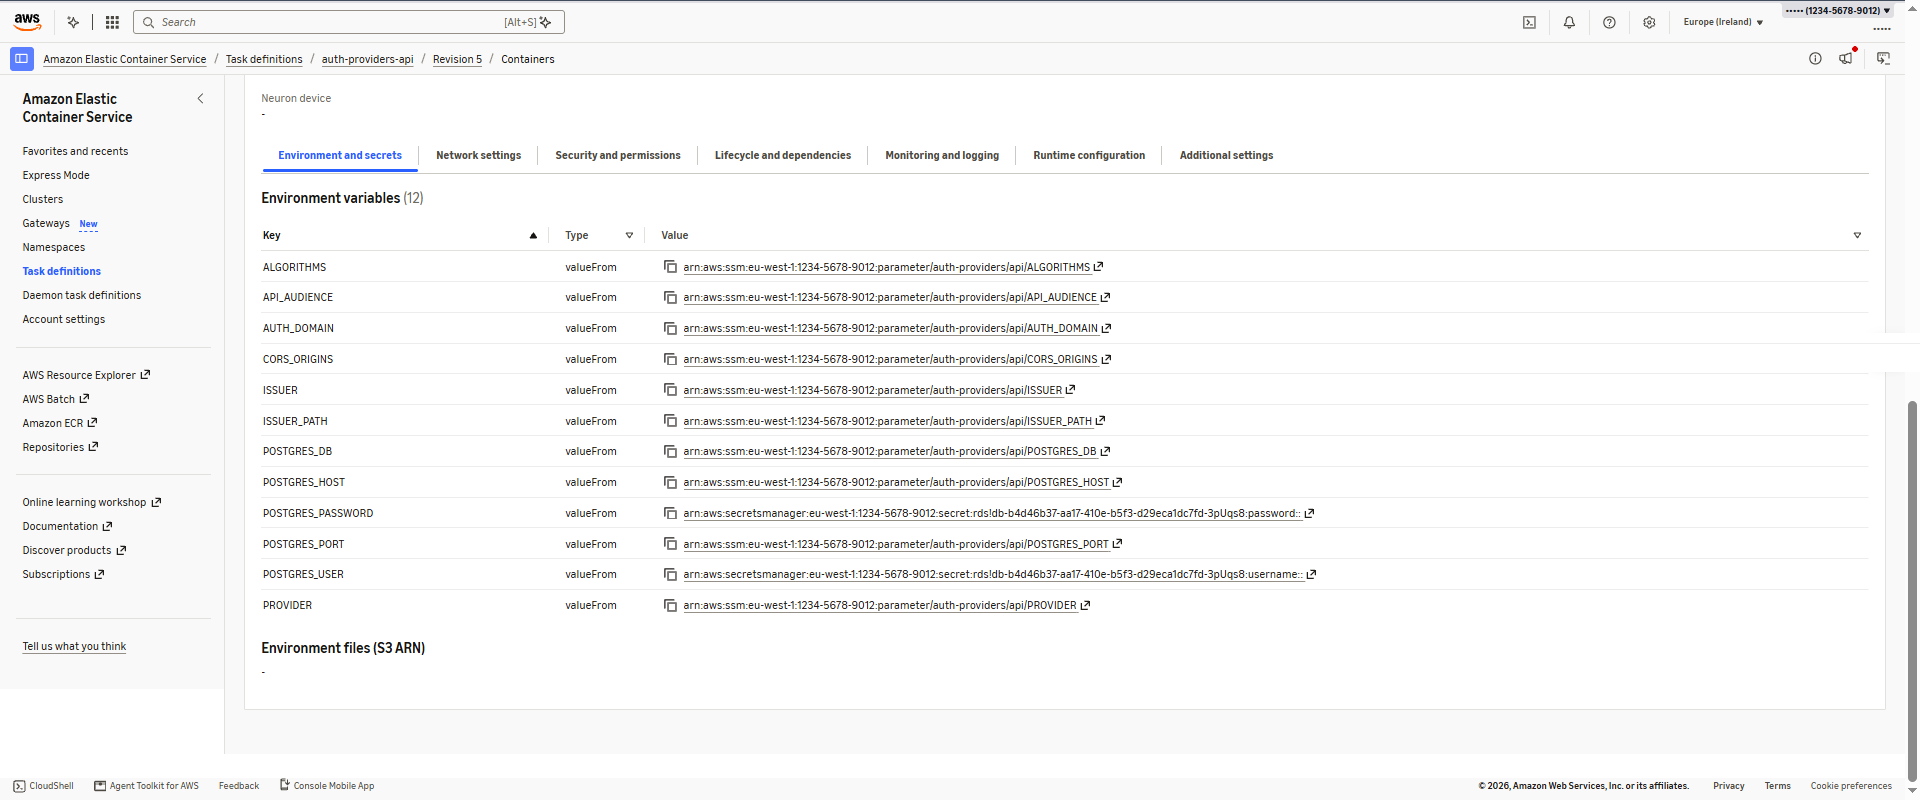 aws
Search [Alt+S]
Europe (Ireland)
••••• (1234-5678-9012)
•••••
Amazon Elastic Container Service / Task definitions / auth-providers-api / Revision 5 / Containers
Amazon Elastic
Container Service
Favorites and recents
Express Mode
Clusters
Gateways New
Namespaces
Task definitions
Daemon task definitions
Account settings
AWS Resource Explorer
AWS Batch
Amazon ECR
Repositories
Online learning workshop
Documentation
Discover products
Subscriptions
Tell us what you think
Neuron device
-
Environment and secrets Network settings Security and permissions Lifecycle and dependencies Monitoring and logging Runtime configuration Additional settings
Environment variables (12)
Key Type Value
ALGORITHMS valueFrom arn:aws:ssm:eu-west-1:1234-5678-9012:parameter/auth-providers/api/ALGORITHMS
API_AUDIENCE valueFrom arn:aws:ssm:eu-west-1:1234-5678-9012:parameter/auth-providers/api/API_AUDIENCE
AUTH_DOMAIN valueFrom arn:aws:ssm:eu-west-1:1234-5678-9012:parameter/auth-providers/api/AUTH_DOMAIN
CORS_ORIGINS valueFrom arn:aws:ssm:eu-west-1:1234-5678-9012:parameter/auth-providers/api/CORS_ORIGINS
ISSUER valueFrom arn:aws:ssm:eu-west-1:1234-5678-9012:parameter/auth-providers/api/ISSUER
ISSUER_PATH valueFrom arn:aws:ssm:eu-west-1:1234-5678-9012:parameter/auth-providers/api/ISSUER_PATH
POSTGRES_DB valueFrom arn:aws:ssm:eu-west-1:1234-5678-9012:parameter/auth-providers/api/POSTGRES_DB
POSTGRES_HOST valueFrom arn:aws:ssm:eu-west-1:1234-5678-9012:parameter/auth-providers/api/POSTGRES_HOST
POSTGRES_PASSWORD valueFrom arn:aws:secretsmanager:eu-west-1:1234-5678-9012:secret:rds!db-b4d46b37-aa17-410e-b5f3-d29eca1dc7fd-3pUqs8:password::
POSTGRES_PORT valueFrom arn:aws:ssm:eu-west-1:1234-5678-9012:parameter/auth-providers/api/POSTGRES_PORT
POSTGRES_USER valueFrom arn:aws:secretsmanager:eu-west-1:1234-5678-9012:secret:rds!db-b4d46b37-aa17-410e-b5f3-d29eca1dc7fd-3pUqs8:username::
PROVIDER valueFrom arn:aws:ssm:eu-west-1:1234-5678-9012:parameter/auth-providers/api/PROVIDER
Environment files (S3 ARN)
-
CloudShell Agent Toolkit for AWS Feedback Console Mobile App
© 2026, Amazon Web Services, Inc. or its affiliates. Privacy Terms Cookie preferences